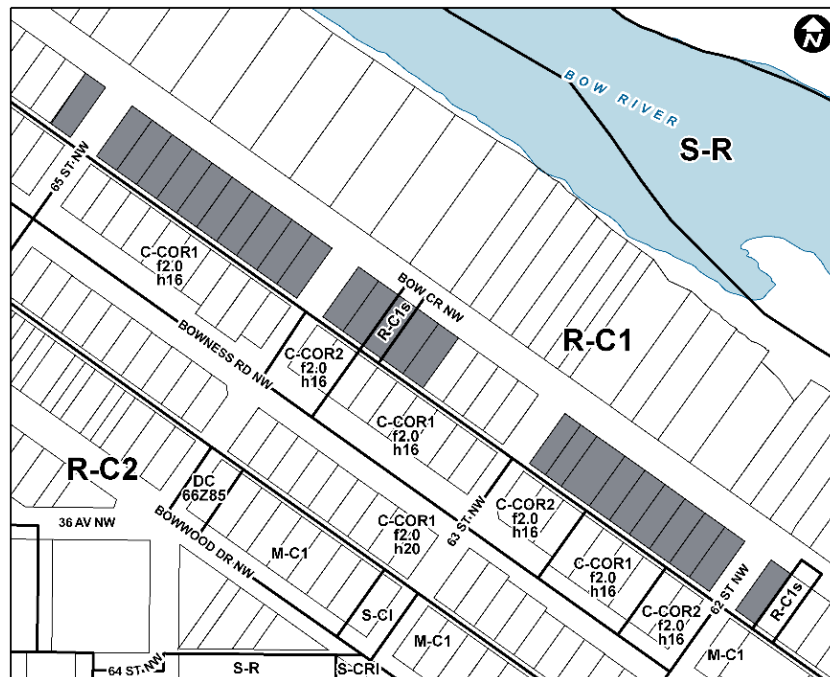 N
BOW RIVER
S-R
65 ST NW
C-COR1
f2.0
h16
BOW CR NW
R-C1s
R-C1
BOWNESS RD NW
C-COR2
f2.0
h16
C-COR1
f2.0
h16
R-C2
DC
66Z85
36 AV NW
BOWWOOD DR NW
M-C1
C-COR1
f2.0
h20
63 ST NW
C-COR2
f2.0
h16
C-COR1
f2.0
h16
C-COR2
f2.0
h16
62 ST NW
R-C1s
S-CI
M-C1
M-C1
64 ST NW
S-R
S-CRI